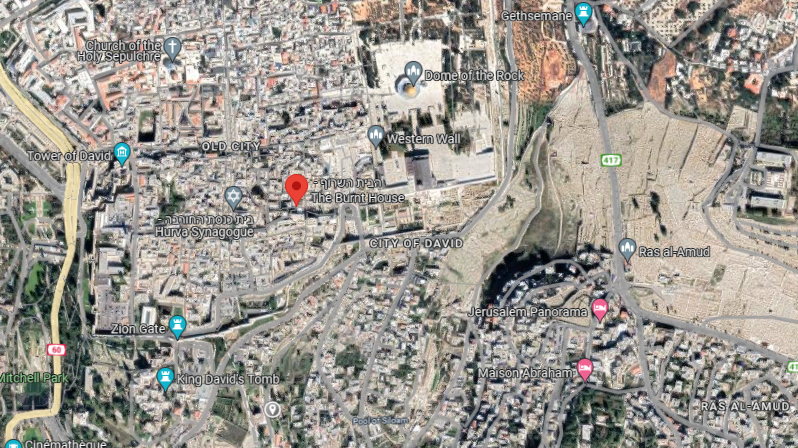 Gethsemane
Church of the
Holy Sepulchre
Dome of the Rock
OLD CITY
Western Wall
Tower of David
417
הבית השרוף -
The Burnt House
בית כנסת החורבה -
Hurva Synagogue
CITY OF DAVID
Ras al-Amud
Jerusalem Panorama
Zion Gate
60
Maison Abraham
41
Mitchell Park
King David's Tomb
RAS AL-AMUD
Pool of Siloam
Cinematheque